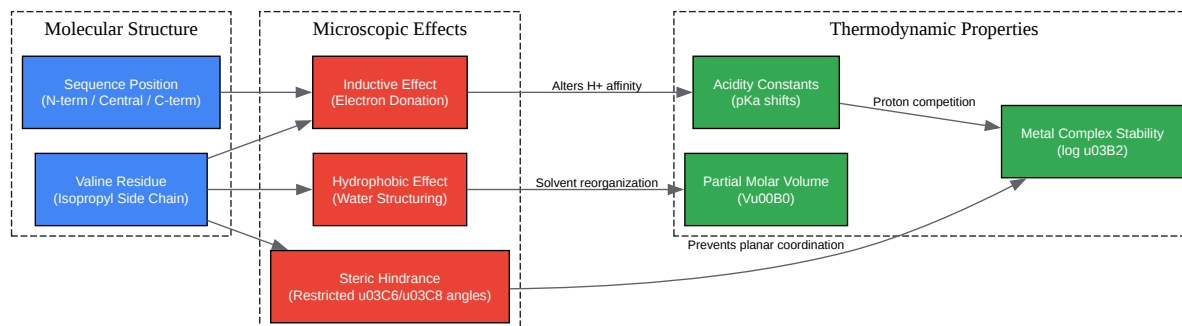 Molecular Structure
Microscopic Effects
Thermodynamic Properties
Sequence Position
(N-term / Central / C-term)
Inductive Effect
(Electron Donation)
Alters H+ affinity
Acidity Constants
(pKa shifts)
Proton competition
Metal Complex Stability
(log u03B2)
Valine Residue
(Isopropyl Side Chain)
Hydrophobic Effect
(Water Structuring)
Solvent reorganization
Partial Molar Volume
(Vu00B0)
Prevents planar coordination
Steric Hindrance
(Restricted u03C6/u03C8 angles)